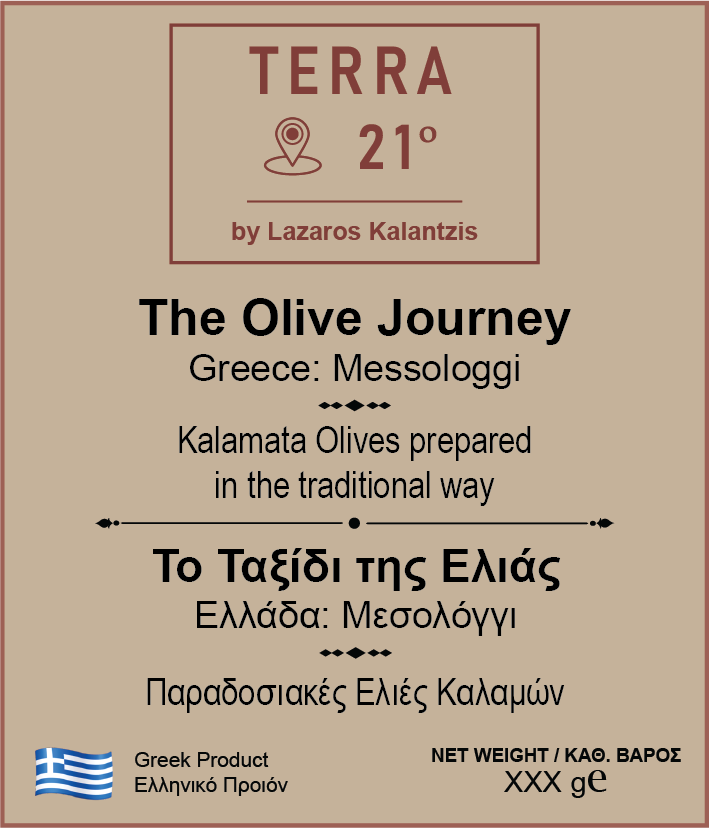 TERRA
21º
by Lazaros Kalantzis
The Olive Journey
Greece: Messologgi
Kalamata Olives prepared
in the traditional way
Το Ταξίδι της Ελιάς
Ελλάδα: Μεσολόγγι
Παραδοσιακές Ελιές Καλαμών
Greek Product
Ελληνικό Προιόν
NET WEIGHT / ΚΑΘ. ΒΑΡΟΣ
XXX g℮